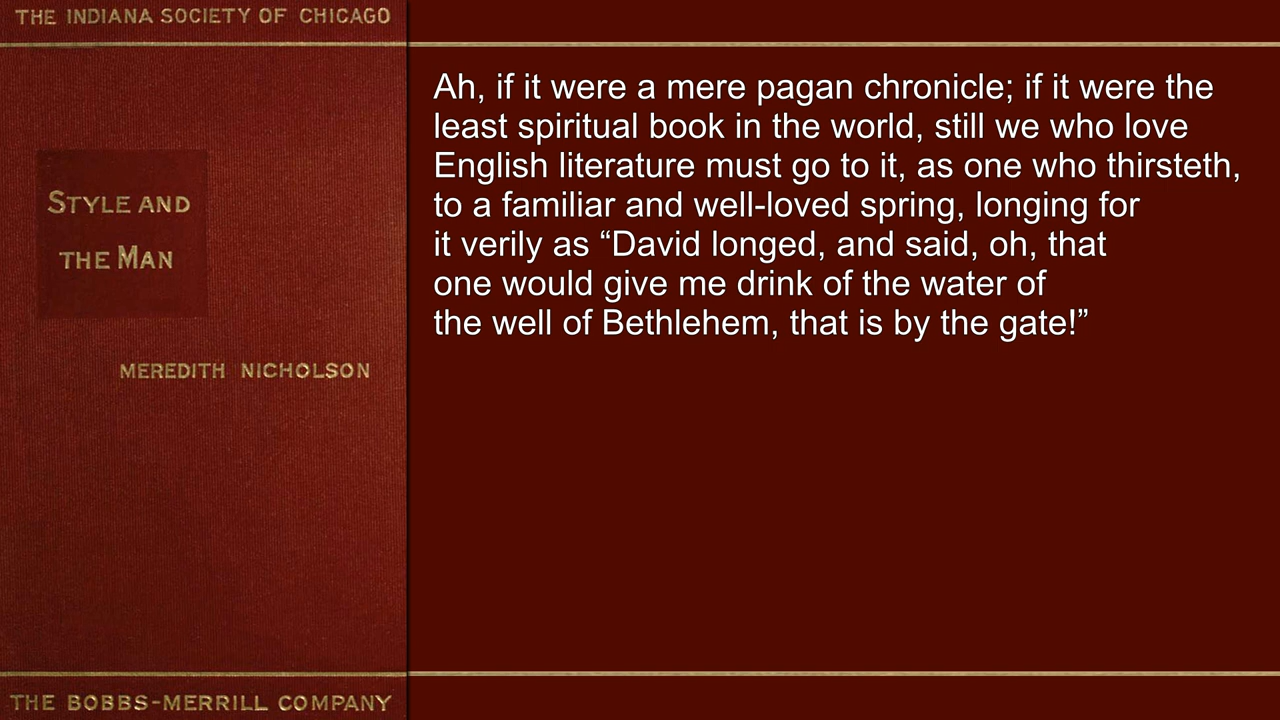 THE INDIANA SOCIETY OF CHICAGO
STYLE AND
THE MAN
MEREDITH NICHOLSON
THE BOBBS-MERRILL COMPANY
Ah, if it were a mere pagan chronicle; if it were the
least spiritual book in the world, still we who love
English literature must go to it, as one who thirsteth,
to a familiar and well-loved spring, longing for
it verily as “David longed, and said, oh, that
one would give me drink of the water of
the well of Bethlehem, that is by the gate!”